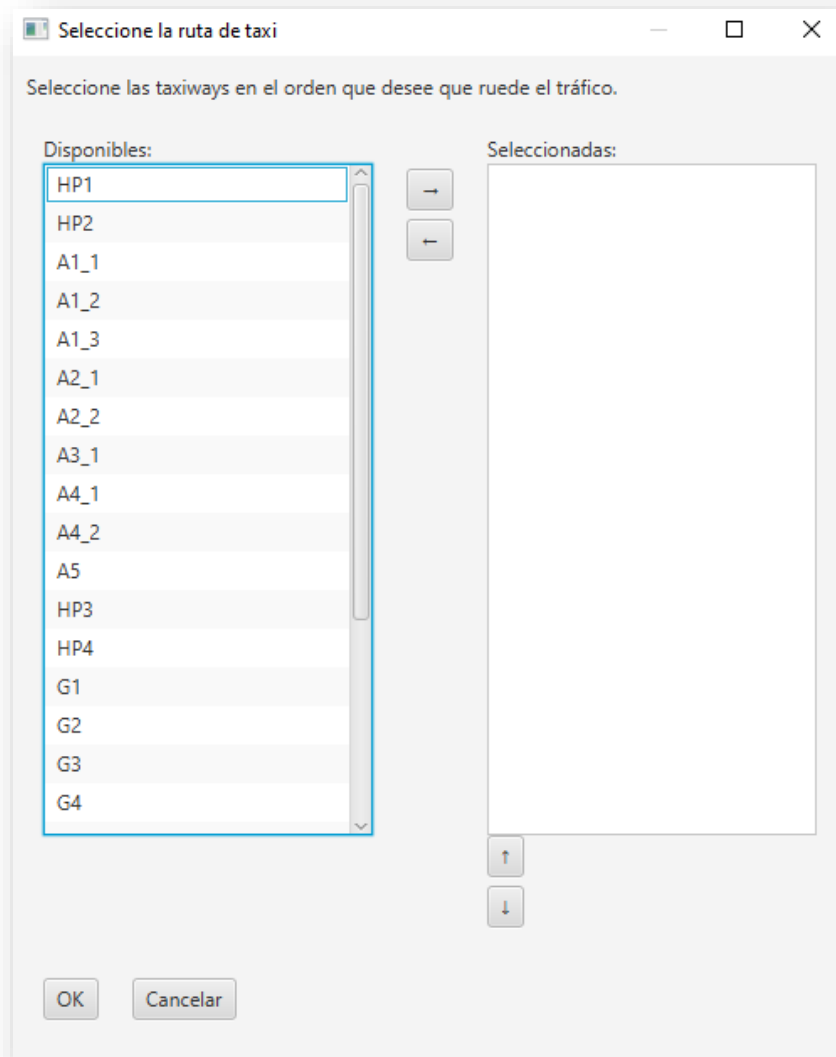 Seleccione la ruta de taxi
Seleccione las taxiways en el orden que desee que ruede el tráfico.
Disponibles:
Seleccionadas:
HP1
HP2
A1_1
A1_2
A1_3
A2_1
A2_2
A3_1
A4_1
A4_2
A5
HP3
HP4
G1
G2
G3
G4
→
←
↑
↓
OK
Cancelar